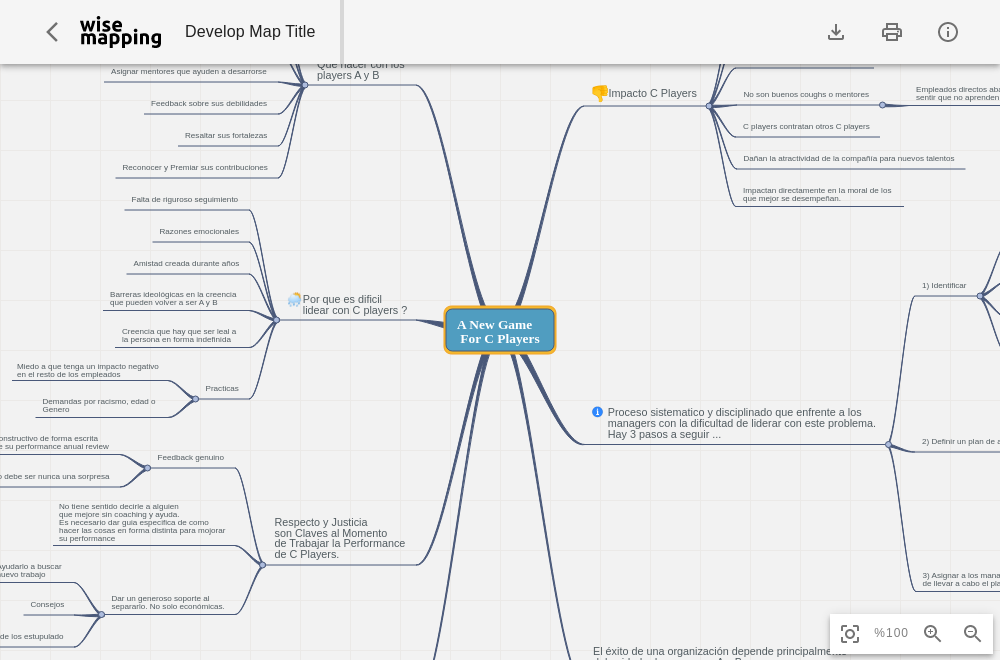 wise
mapping
Develop Map Title
Que hacer con los
players A y B
Asignar mentores que ayuden a desarrorse
Feedback sobre sus debilidades
Resaltar sus fortalezas
Reconocer y Premiar sus contribuciones
Falta de riguroso seguimiento
Razones emocionales
Amistad creada durante años
Barreras ideológicas en la creencia
que pueden volver a ser A y B
Creencia que hay que ser leal a
la persona en forma indefinida
Por que es dificil
lidear con C players ?
Miedo a que tenga un impacto negativo
en el resto de los empleados
Demandas por racismo, edad o
Genero
Practicas
onstructivo de forma escrita
e su performance anual review
o debe ser nunca una sorpresa
Feedback genuino
No tiene sentido decirle a alguien
que mejore sin coaching y ayuda.
Es necesario dar guia especifica de como
hacer las cosas en forma distinta para mojorar
su performance
Respecto y Justicia
son Claves al Momento
de Trabajar la Performance
de C Players.
Ayudarlo a buscar
nuevo trabajo
Consejos
de los estupulado
Dar un generoso soporte al
separarlo. No solo económicas.
A New Game
For C Players
Impacto C Players
No son buenos coughs o mentores
Empleados directos aba
sentir que no aprenden
C players contratan otros C players
Dañan la atractividad de la compañía para nuevos talentos
Impactan directamente en la moral de los
que mejor se desempeñan.
1) Identificar
Proceso sistematico y disciplinado que enfrente a los
managers con la dificultad de liderar con este problema.
Hay 3 pasos a seguir ...
2) Definir un plan de a
3) Asignar a los mana
de llevar a cabo el pla
El éxito de una organización depende principalmente
%100